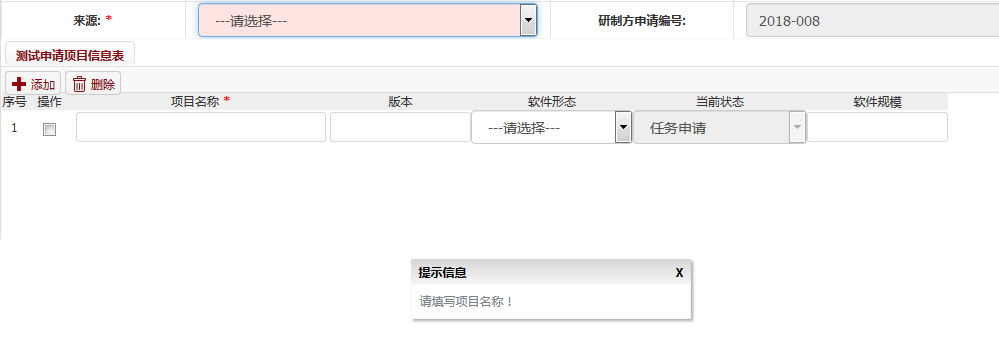 来源: * ---请选择--- 研制方申请编号: 2018-008
测试申请项目信息表
添加 删除
序号 操作 项目名称 * 版本 软件形态 当前状态 软件规模
1 ---请选择--- 任务申请
提示信息 X
请填写项目名称！